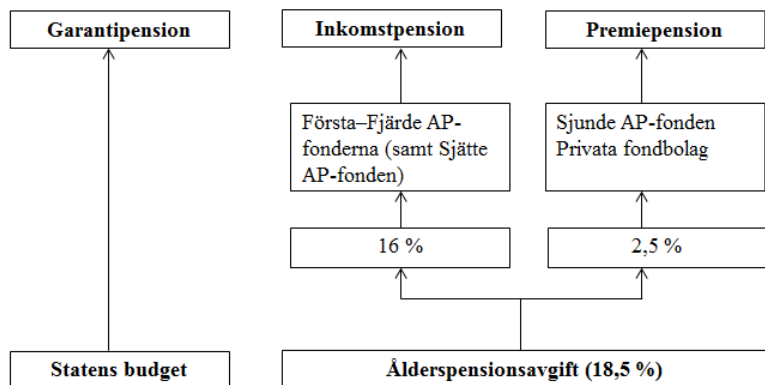 Garantipension
Inkomstpension
Premiepension
Första–Fjärde AP-
fonderna (samt Sjätte
AP-fonden)
Sjunde AP-fonden
Privata fondbolag
16 %
2,5 %
Statens budget
Ålderspensionsavgift (18,5 %)